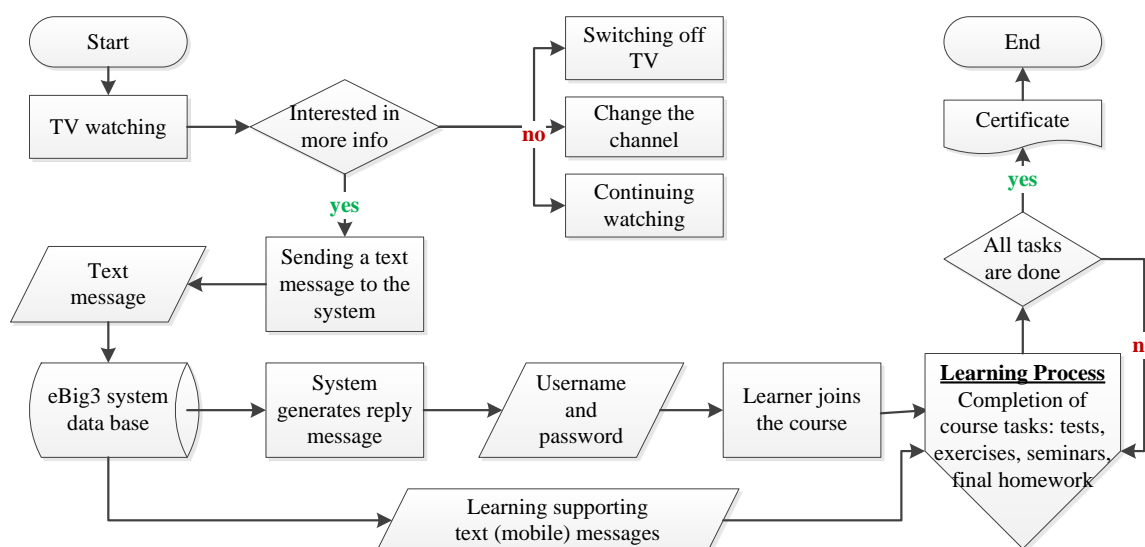 Start
TV watching
Interested in
more info
no
Switching off
TV
Change the
channel
Continuing
watching
yes
Sending a text
message to the
system
Text
message
eBig3 system
data base
System
generates reply
message
Username
and
password
Learner joins
the course
Learning supporting
text (mobile) messages
Learning Process
Completion of
course tasks: tests,
exercises, seminars,
final homework
All tasks
are done
n
yes
Certificate
End